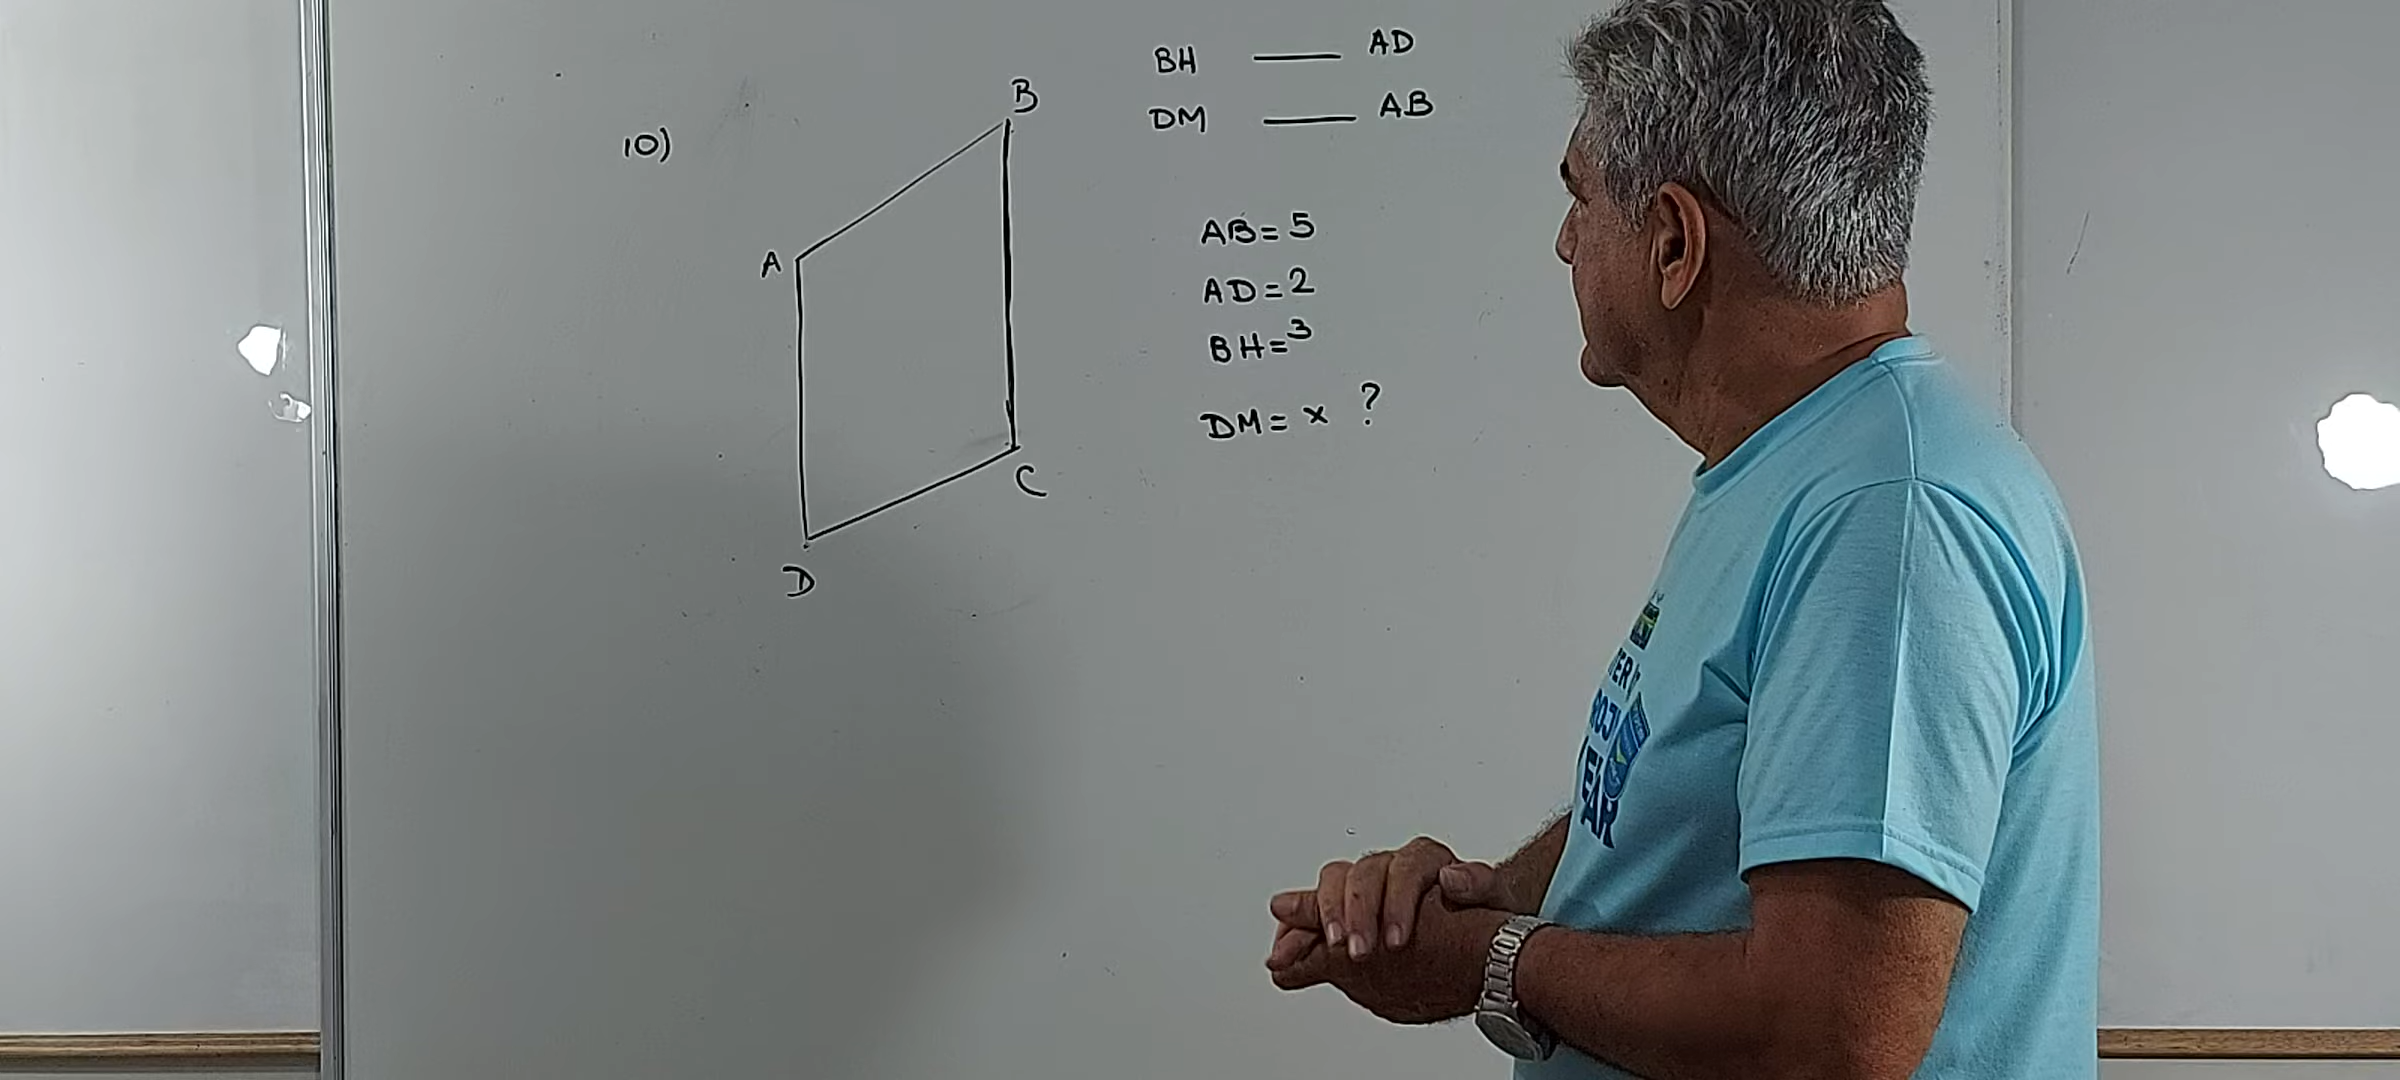 10)
A
B
C
D
BH — AD
DM — AB
AB = 5
AD = 2
BH = 3
DM = x ?